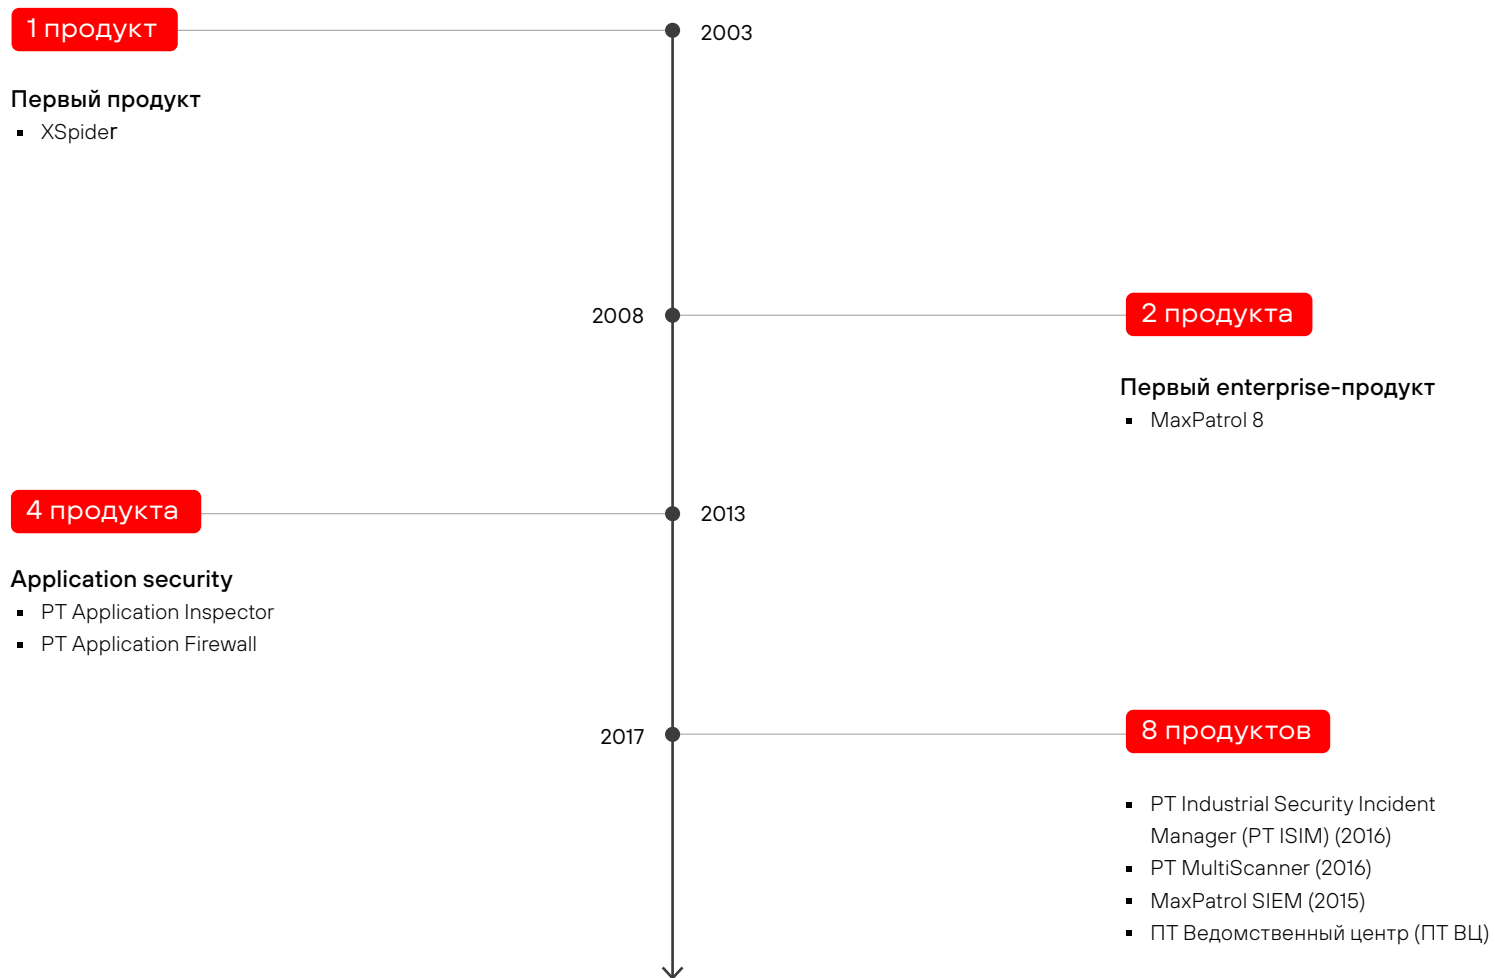 1 продукт
2003
Первый продукт
XSpider
2008
2 продукта
Первый enterprise-продукт
MaxPatrol 8
4 продукта
2013
Application security
PT Application Inspector
PT Application Firewall
2017
8 продуктов
PT Industrial Security Incident
Manager (PT ISIM) (2016)
PT MultiScanner (2016)
MaxPatrol SIEM (2015)
ПТ Ведомственный центр (ПТ ВЦ)